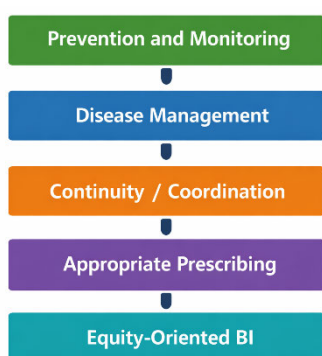 Prevention and Monitoring
Disease Management
Continuity / Coordination
Appropriate Prescribing
Equity-Oriented BI